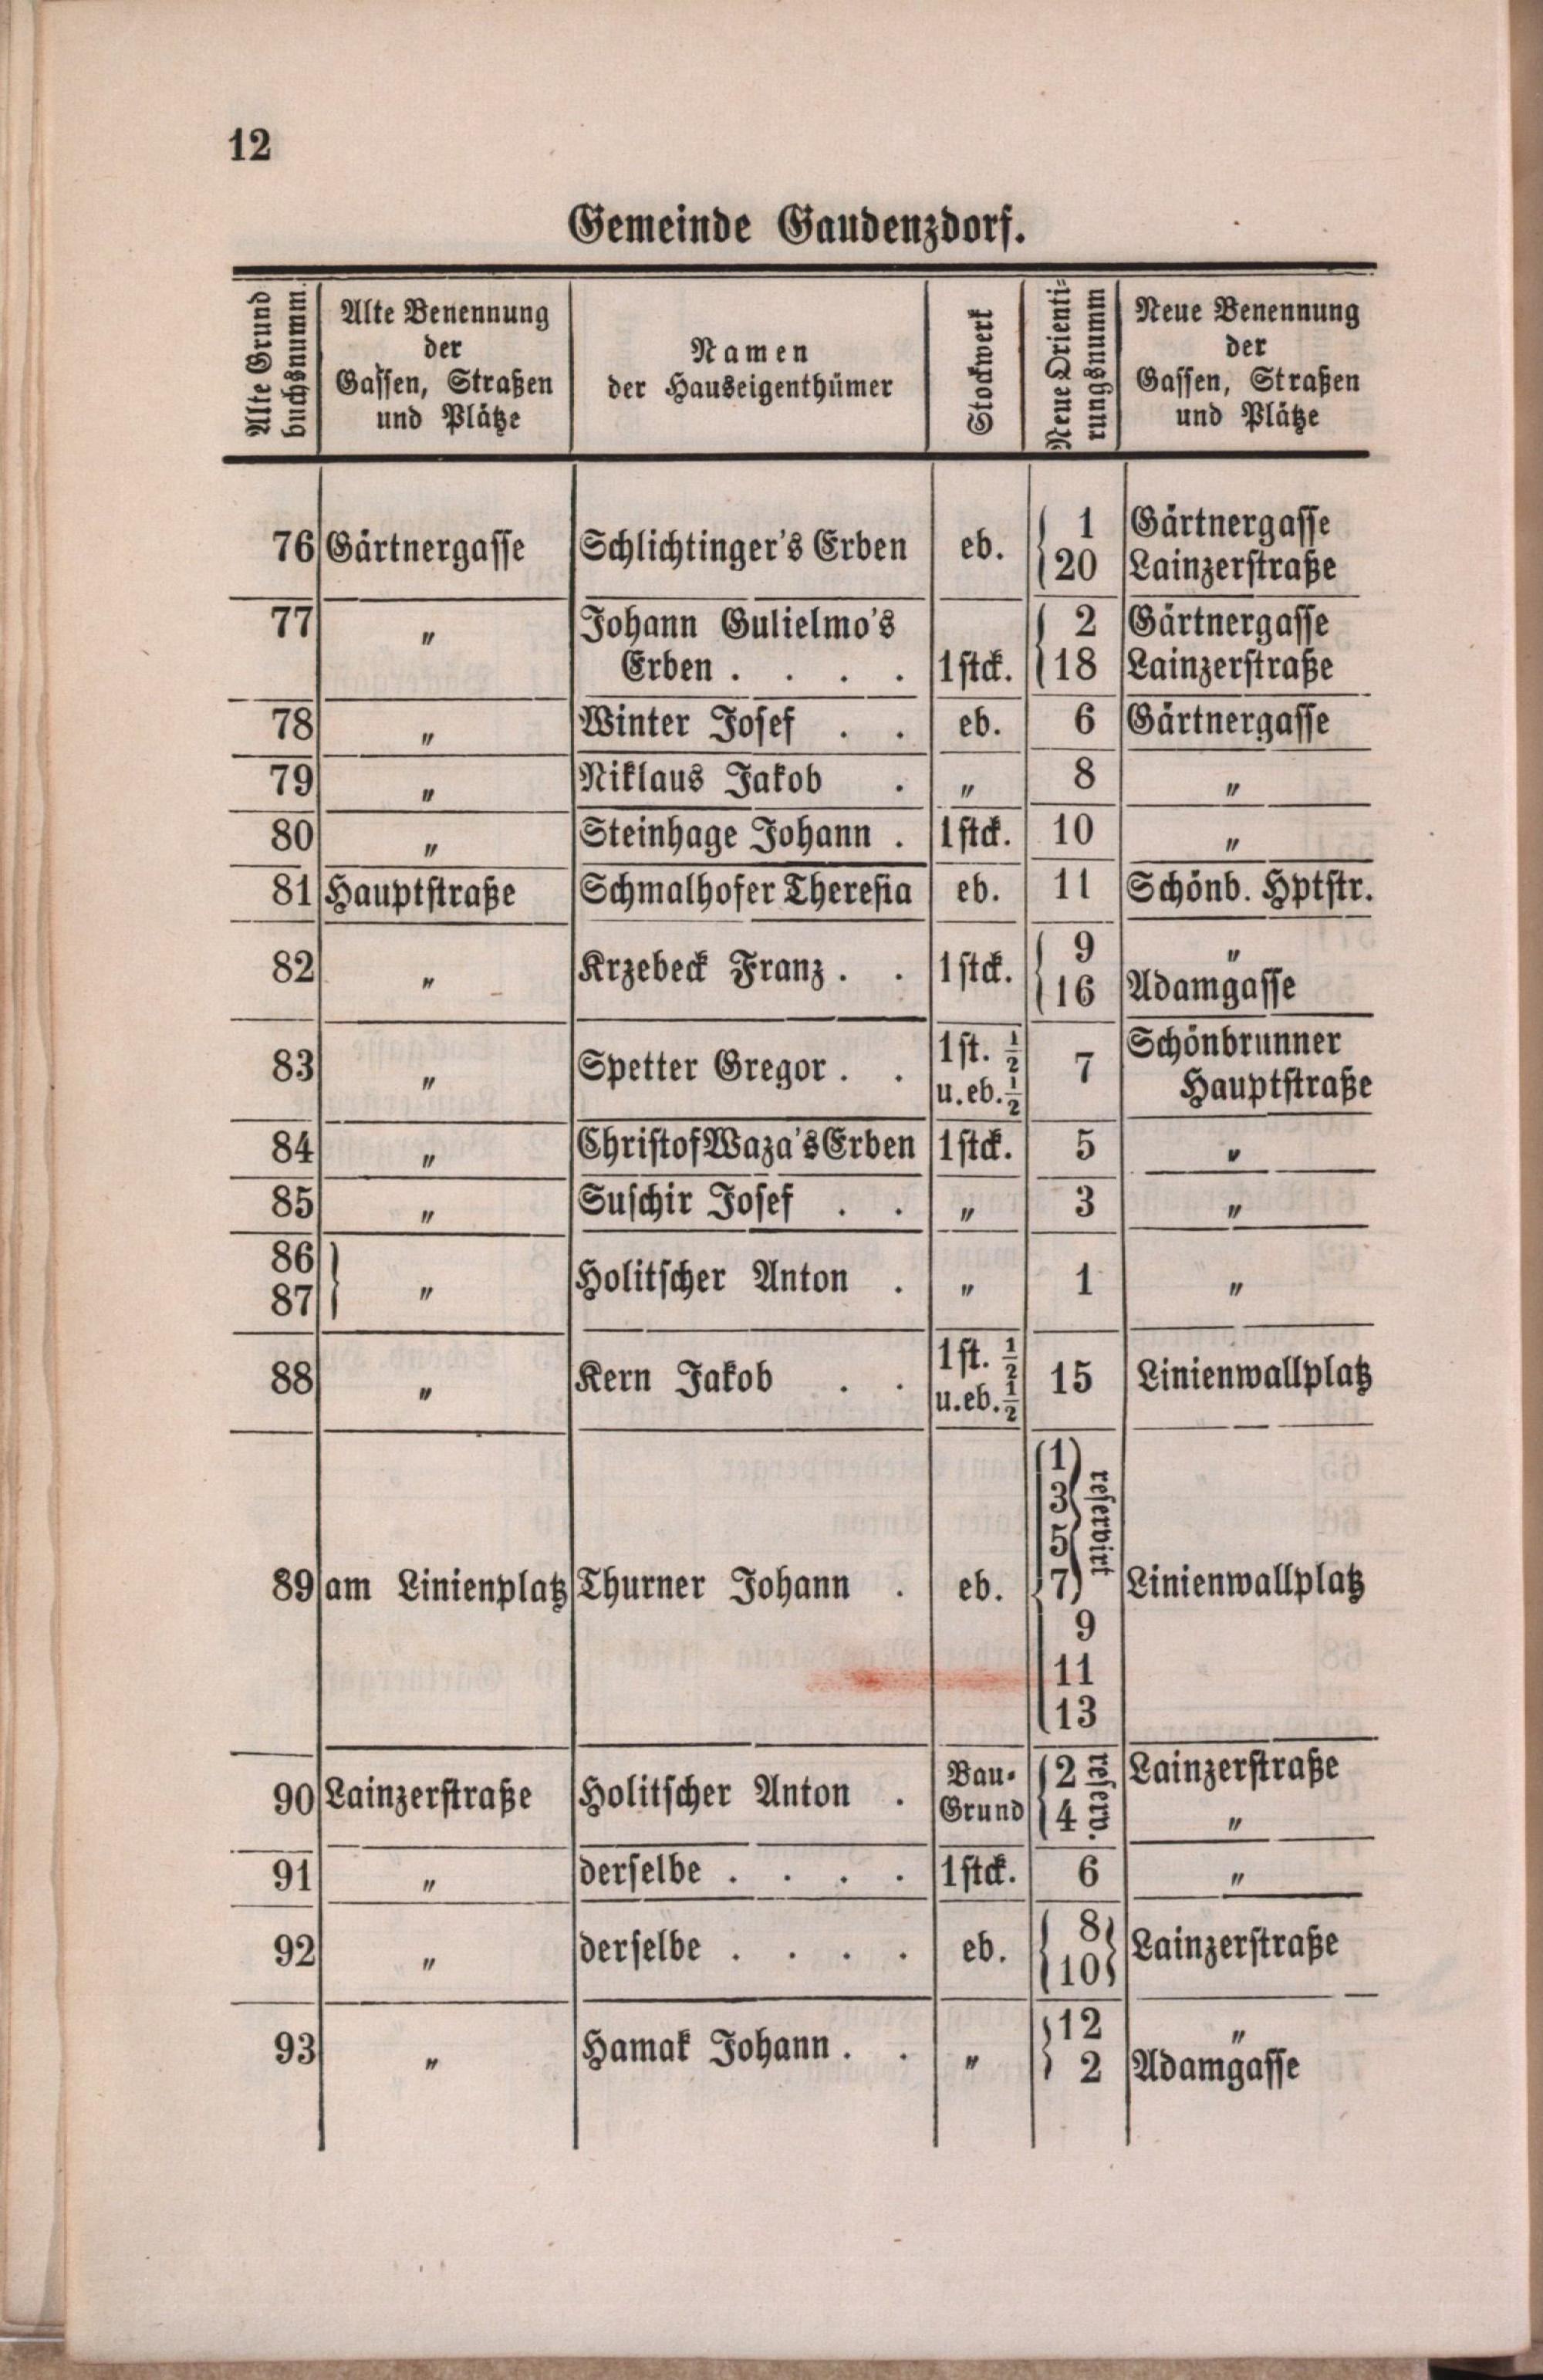 12
Gemeinde Gaudenzdorf.
Alte Grund
buchsnumm.
Alte Benennung
der
Gassen, Straßen
und Plätze
Namen
der Hauseigenthümer
Stockwerk
Neue Orienti-
rungsnumm
Neue Benennung
der
Gassen, Straßen
und Plätze
76 Gärtnergasse Schlichtinger's Erben eb. 1 Gärtnergasse
20 Lainzerstraße
77 " Johann Gulielmo's 2 Gärtnergasse
Erben . . . . 1stck. 18 Lainzerstraße
78 " Winter Josef . . eb. 6 Gärtnergasse
79 " Niklaus Jakob . " 8 "
80 " Steinhage Johann . 1stck. 10 "
81 Hauptstraße Schmalhofer Theresia eb. 11 Schönb. Hptstr.
82 " Krzebeck Franz . . 1stck. 9 "
16 Adamgasse
83 " Spetter Gregor . . 1st. ½ 7 Schönbrunner
u. eb. ½ Hauptstraße
84 " Christof Waza's Erben 1stck. 5 "
85 " Suschir Josef . . " 3 "
86
87 " Holitscher Anton . " 1 "
88 " Kern Jakob . . 1st. ½ 15 Linienwallplatz
u. eb. ½
1
3
5
89 am Linienplatz Thurner Johann . eb. 7 reservirt Linienwallplatz
9
11
13
90 Lainzerstraße Holitscher Anton . Bau- 2 reserv. Lainzerstraße
Grund 4 "
91 " derselbe . . . . 1stck. 6 "
92 " derselbe . . . . eb. 8 Lainzerstraße
10
93 " Hamak Johann . . " 12 "
2 Adamgasse